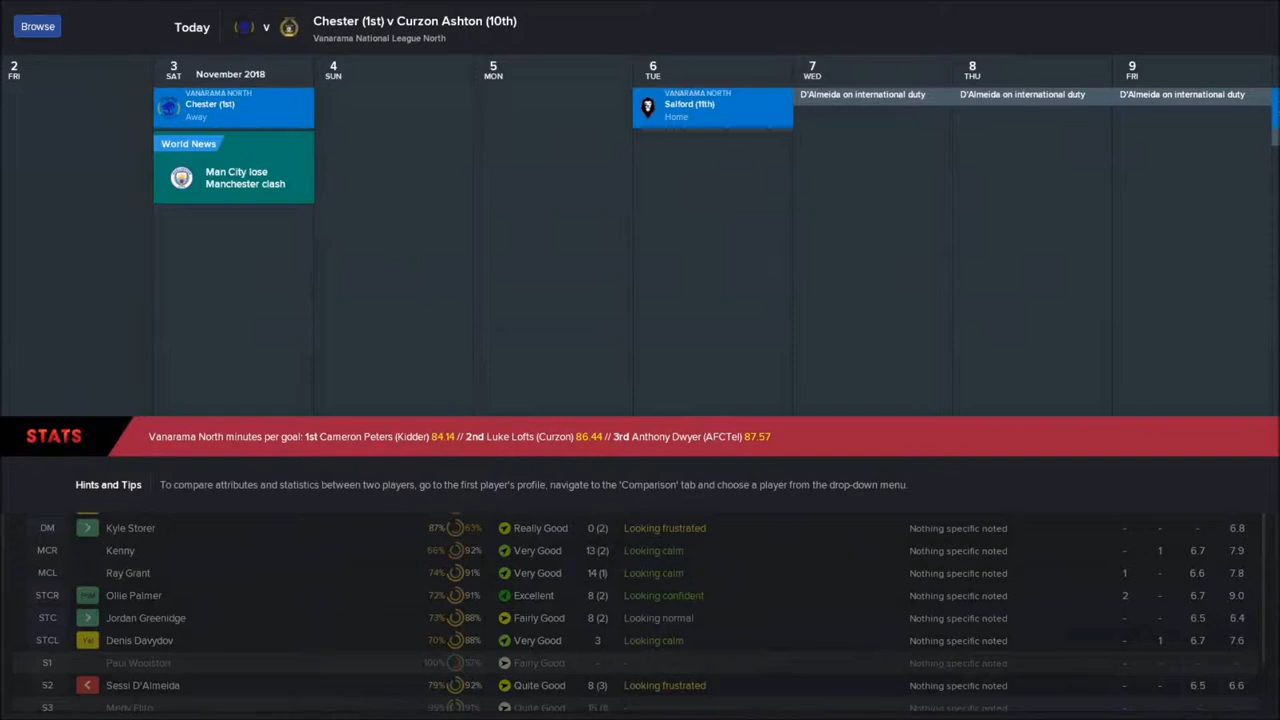 Browse
Today v Chester (1st) v Curzon Ashton (10th)
Vanarama National League North
2 FRI
3 SAT November 2018
4 SUN
5 MON
6 TUE
7 WED
8 THU
9 FRI
VANARAMA NORTH
Chester (1st)
Away
VANARAMA NORTH
Salford (11th)
Home
D'Almeida on international duty
D'Almeida on international duty
D'Almeida on international duty
World News
Man City lose
Manchester clash
STATS
Vanarama North minutes per goal: 1st Cameron Peters (Kidder) 84.14 // 2nd Luke Lofts (Curzon) 86.44 // 3rd Anthony Dwyer (AFCTel) 87.57
Hints and Tips To compare attributes and statistics between two players, go to the first player's profile, navigate to the 'Comparison' tab and choose a player from the drop-down menu.
DM Kyle Storer 87% 63% Really Good 0 (2) Looking frustrated Nothing specific noted - - - 6.8
MCR Kenny 66% 92% Very Good 13 (2) Looking calm Nothing specific noted - 1 6.7 7.9
MCL Ray Grant 74% 91% Very Good 14 (1) Looking calm Nothing specific noted 1 - 6.6 7.8
STCR Ollie Palmer 72% 91% Excellent 8 (2) Looking confident Nothing specific noted 2 - 6.7 9.0
STC Jordan Greenidge 73% 88% Fairly Good 8 (2) Looking normal Nothing specific noted - - 6.5 6.4
STCL Yel Denis Davydov 70% 88% Very Good 3 Looking calm Nothing specific noted - 1 6.7 7.6
S1 Paul Woolston 100% 57% Fairly Good - - Nothing specific noted - - - -
S2 Sessi D'Almeida 79% 92% Quite Good 8 (3) Looking frustrated Nothing specific noted - - 6.5 6.6
S3 91% Quite Good Nothing specific noted